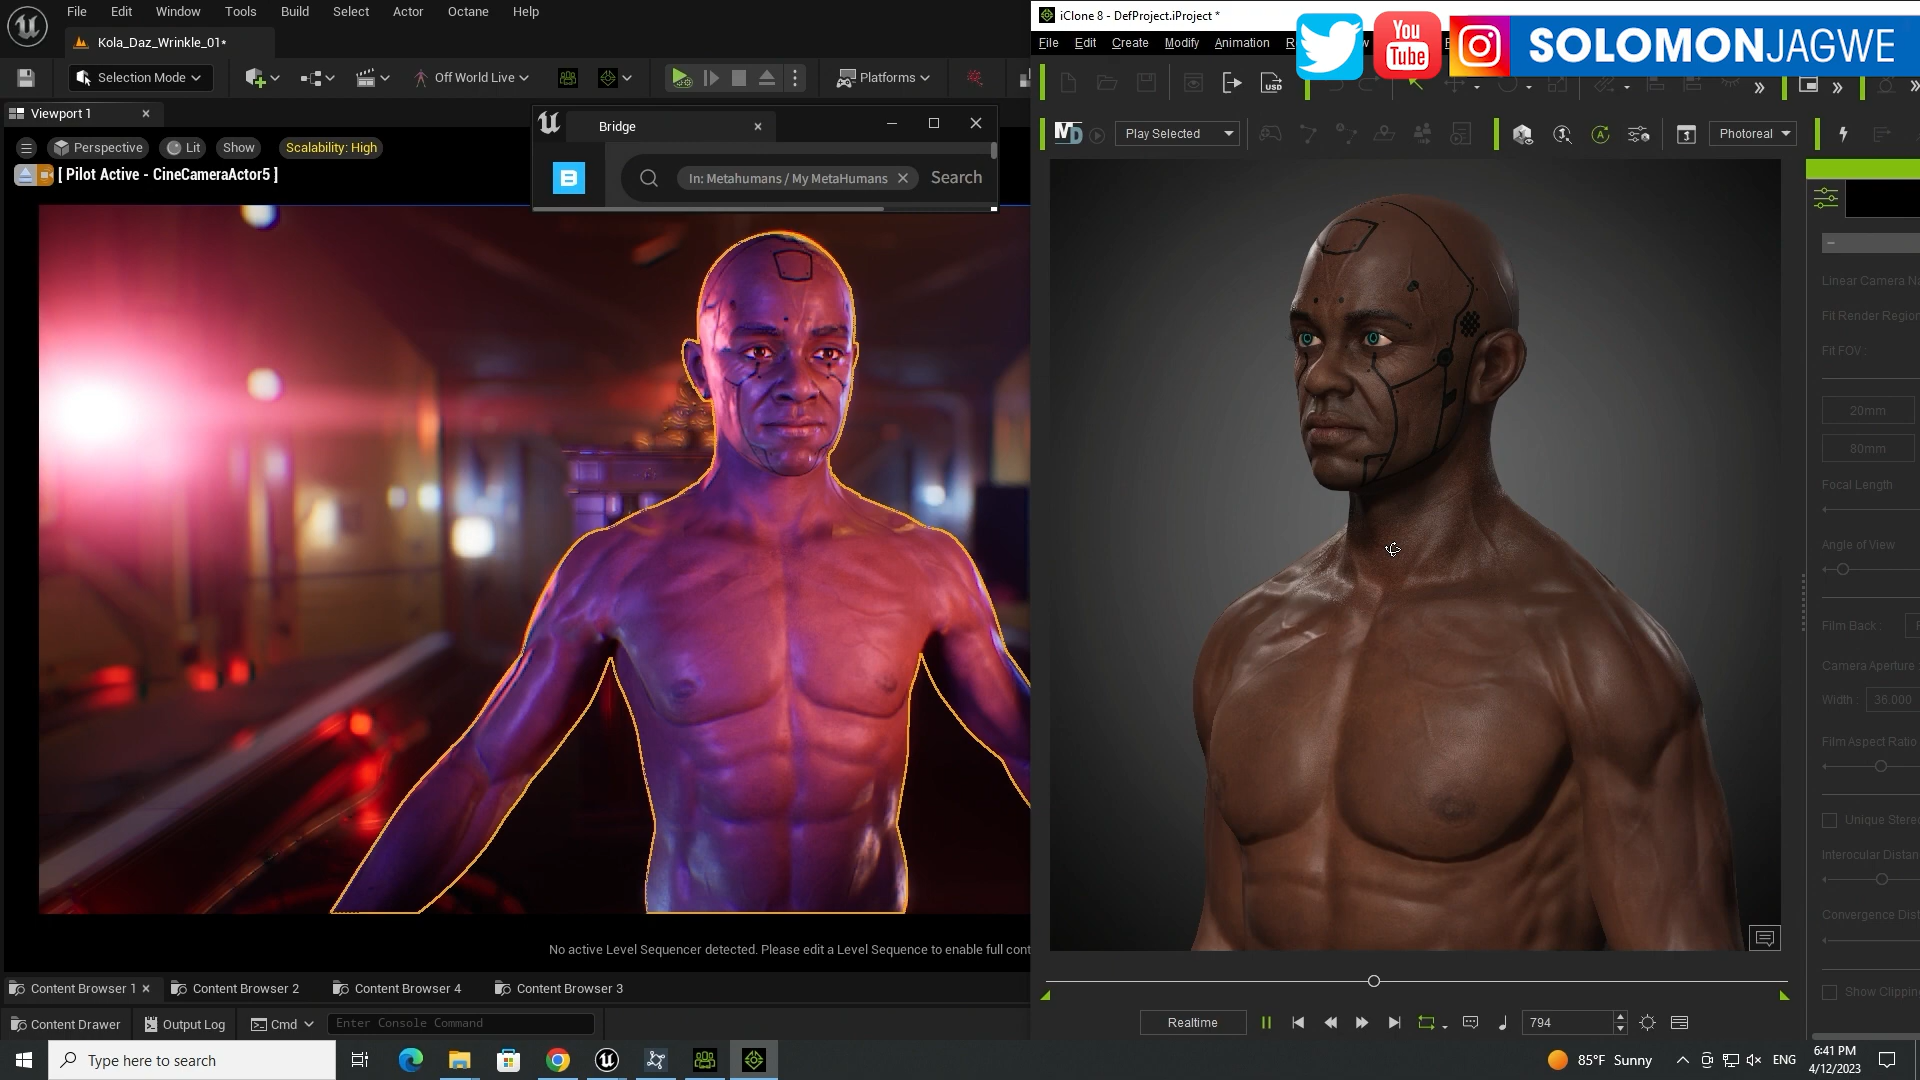 File Edit Window Tools Build Select Actor Octane Help
Kola_Daz_Wrinkle_01*
Selection Mode
Off World Live
Platforms
Viewport 1
Perspective Lit Show Scalability: High
[ Pilot Active - CineCameraActor5 ]
Bridge
B
In: Metahumans / My MetaHumans
Search
No active Level Sequencer detected. Please edit a Level Sequence to enable full cont
Content Browser 1
Content Browser 2
Content Browser 4
Content Browser 3
Content Drawer
Output Log
Cmd
Enter Console Command
iClone 8 - DefProject.iProject *
File Edit Create Modify Animation
You
Tube
SOLOMONJAGWE
USD
MD
Play Selected
Photoreal
Linear Camera Na
Fit Render Region
Fit FOV :
20mm
80mm
Focal Length
Angle of View
Film Back :
Camera Aperture :
Width : 36.000
Film Aspect Ratio
Unique Stereo
Interocular Distan
Convergence Dist
Show Clipping
Realtime
794
Type here to search
85°F Sunny
ENG
6:41 PM
4/12/2023